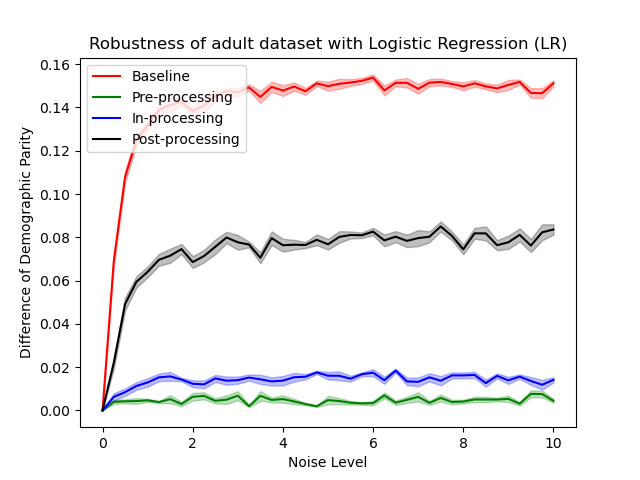 Robustness of adult dataset with Logistic Regression (LR)
Difference of Demographic Parity
0.16
0.14
0.12
0.10
0.08
0.06
0.04
0.02
0.00
Baseline
Pre-processing
In-processing
Post-processing
0 2 4 6 8 10
Noise Level